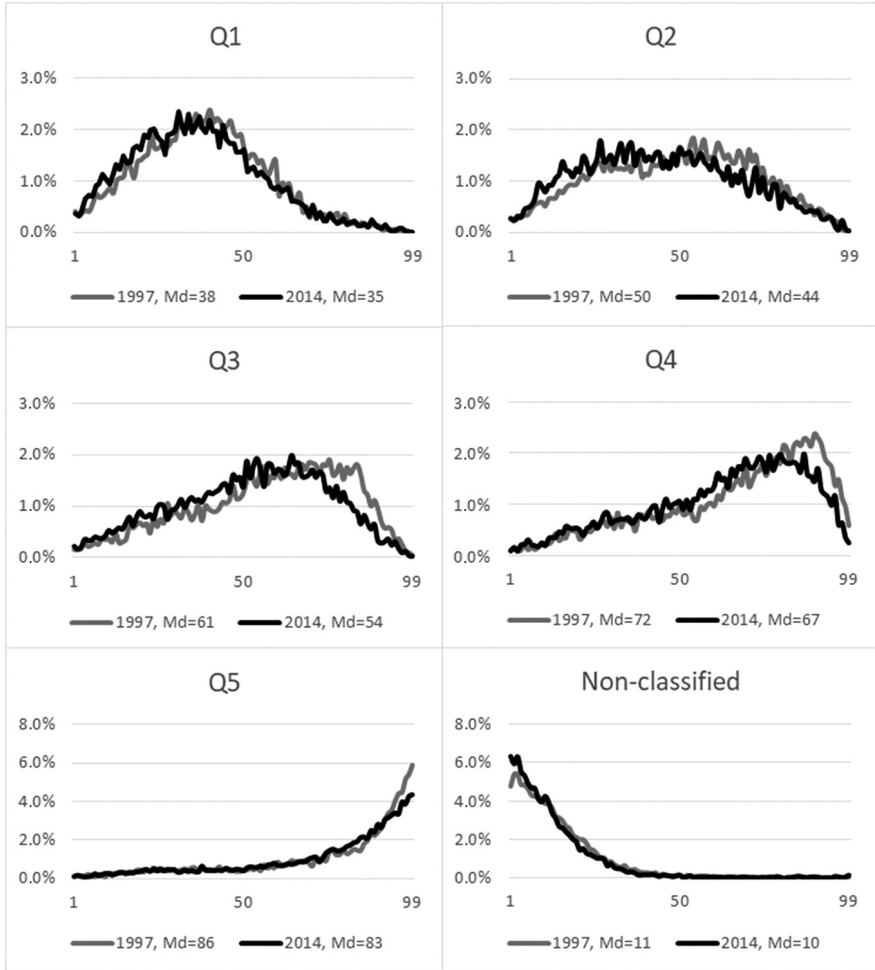 Q1
3.0%
2.0%
1.0%
0.0%
1 50 99
1997, Md=38 2014, Md=35
Q2
3.0%
2.0%
1.0%
0.0%
1 50 99
1997, Md=50 2014, Md=44
Q3
3.0%
2.0%
1.0%
0.0%
1 50 99
1997, Md=61 2014, Md=54
Q4
3.0%
2.0%
1.0%
0.0%
1 50 99
1997, Md=72 2014, Md=67
Q5
8.0%
6.0%
4.0%
2.0%
0.0%
1 50 99
1997, Md=86 2014, Md=83
Non-classified
8.0%
6.0%
4.0%
2.0%
0.0%
1 50 99
1997, Md=11 2014, Md=10